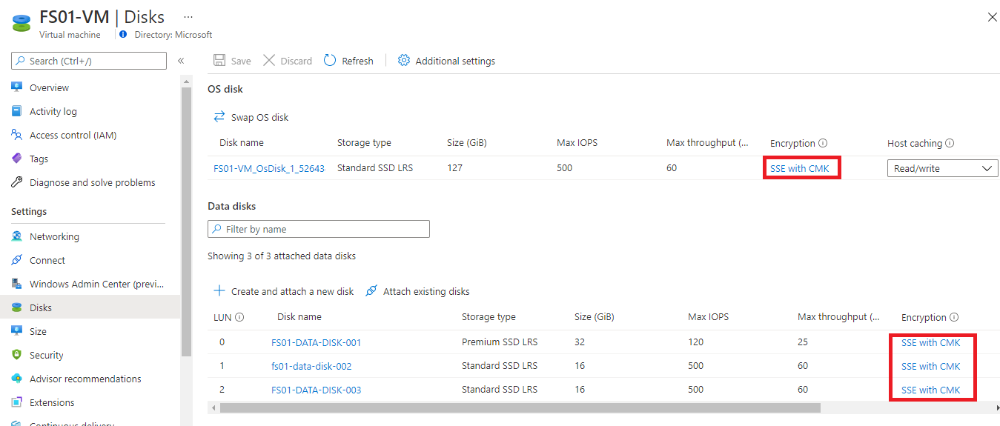 FS01-VM | Disks ...
Virtual machine Directory: Microsoft
Search (Ctrl+/) «
Overview
Activity log
Access control (IAM)
Tags
Diagnose and solve problems
Settings
Networking
Connect
Windows Admin Center (previ...
Disks
Size
Security
Advisor recommendations
Extensions
Continuous delivery
Save Discard Refresh Additional settings
OS disk
Swap OS disk
Disk name Storage type Size (GiB) Max IOPS Max throughput (... Encryption Host caching
FS01-VM_OsDisk_1_52643 Standard SSD LRS 127 500 60 SSE with CMK Read/write
Data disks
Filter by name
Showing 3 of 3 attached data disks
Create and attach a new disk Attach existing disks
LUN Disk name Storage type Size (GiB) Max IOPS Max throughput (... Encryption
0 FS01-DATA-DISK-001 Premium SSD LRS 32 120 25 SSE with CMK
1 fs01-data-disk-002 Standard SSD LRS 16 500 60 SSE with CMK
2 FS01-DATA-DISK-003 Standard SSD LRS 16 500 60 SSE with CMK